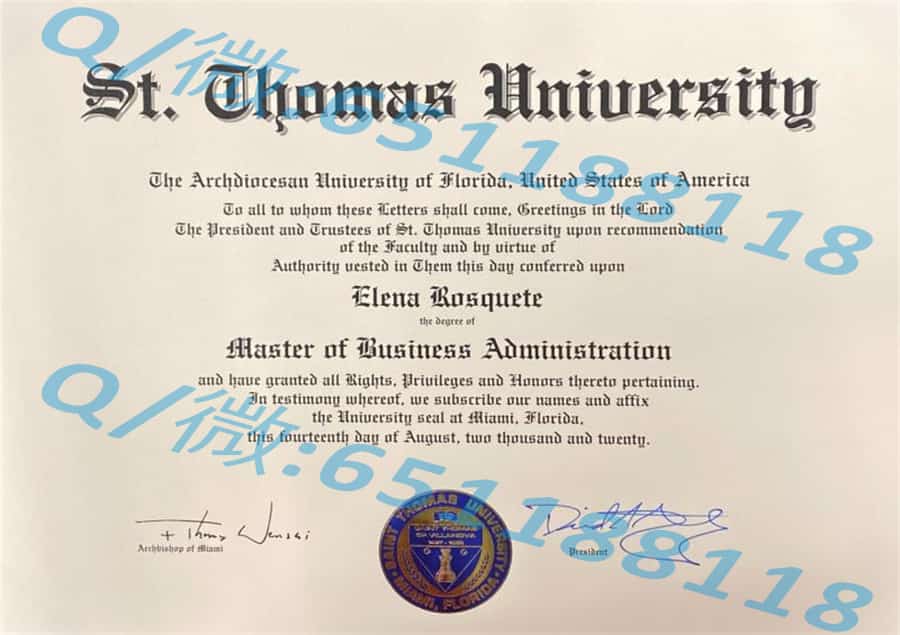 Q/微:651188118
St. Thomas University
The Archdiocesan University of Florida, United States of America
To all to whom these Letters shall come, Greetings in the Lord
The President and Trustees of St. Thomas University upon recommendation
of the Faculty and by virtue of
Authority vested in Them this day conferred upon
Elena Rosquete
the degree of
Master of Business Administration
and have granted all Rights, Privileges and Honors thereto pertaining.
In testimony whereof, we subscribe our names and affix
the University seal at Miami, Florida,
this fourteenth day of August, two thousand and twenty.
Q/微:651188118
Archbishop of Miami
SAINT THOMAS UNIVERSITY
SAINT THOMAS
OF VILLANOVA
MIAMI, FLORIDA
President